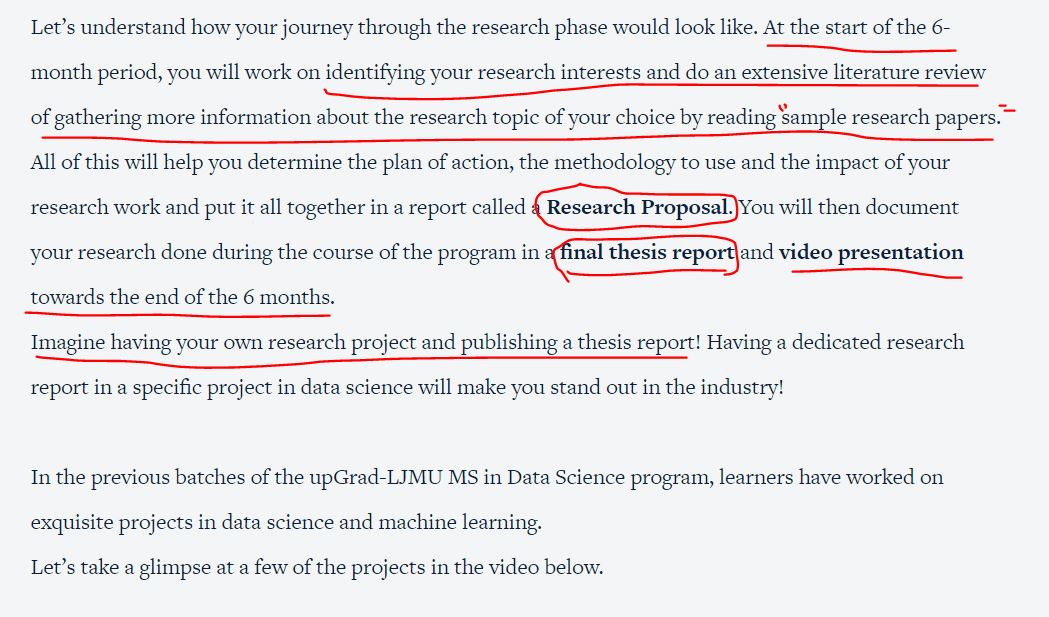 Let’s understand how your journey through the research phase would look like. At the start of the 6-
month period, you will work on identifying your research interests and do an extensive literature review
of gathering more information about the research topic of your choice by reading "sample research papers."
All of this will help you determine the plan of action, the methodology to use and the impact of your
research work and put it all together in a report called a Research Proposal. You will then document
your research done during the course of the program in a final thesis report and video presentation
towards the end of the 6 months.
Imagine having your own research project and publishing a thesis report! Having a dedicated research
report in a specific project in data science will make you stand out in the industry!
In the previous batches of the upGrad-LJMU MS in Data Science program, learners have worked on
exquisite projects in data science and machine learning.
Let’s take a glimpse at a few of the projects in the video below.